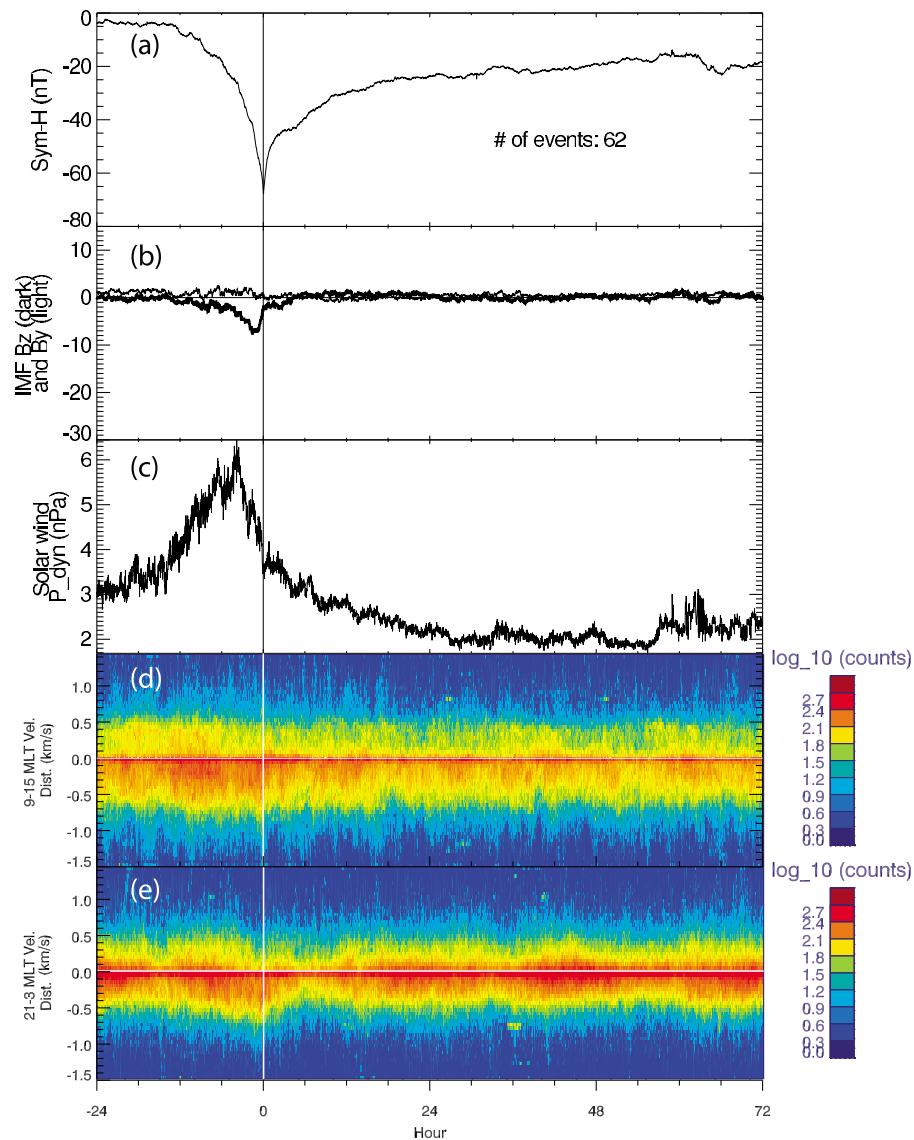 (a)
0
-20
-40
-60
-80
Sym-H (nT)
# of events: 62
(b)
10
0
-10
-20
-30
IMF Bz (dark)
and By (light)
(c)
6
5
4
3
2
Solar wind
P_dyn (nPa)
(d)
1.0
0.5
0.0
-0.5
-1.0
-1.5
9-15 MLT Vel.
Dist. (km/s)
log_10 (counts)
2.7
2.4
2.1
1.8
1.5
1.2
0.9
0.6
0.3
0.0
(e)
1.0
0.5
0.0
-0.5
-1.0
-1.5
21-3 MLT Vel.
Dist. (km/s)
log_10 (counts)
2.7
2.4
2.1
1.8
1.5
1.2
0.9
0.6
0.3
0.0
-24 0 24 48 72
Hour